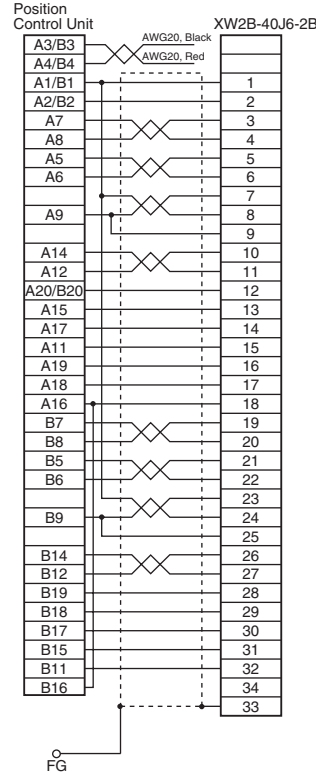 Position
Control Unit XW2B-40J6-2B
A3/B3 AWG20, Black
A4/B4 AWG20, Red
A1/B1 1
A2/B2 2
A7 3
A8 4
A5 5
A6 6
7
A9 8
9
A14 10
A12 11
A20/B20 12
A15 13
A17 14
A11 15
A19 16
A18 17
A16 18
B7 19
B8 20
B5 21
B6 22
23
B9 24
25
B14 26
B12 27
B19 28
B18 29
B17 30
B15 31
B11 32
B16 34
33
FG